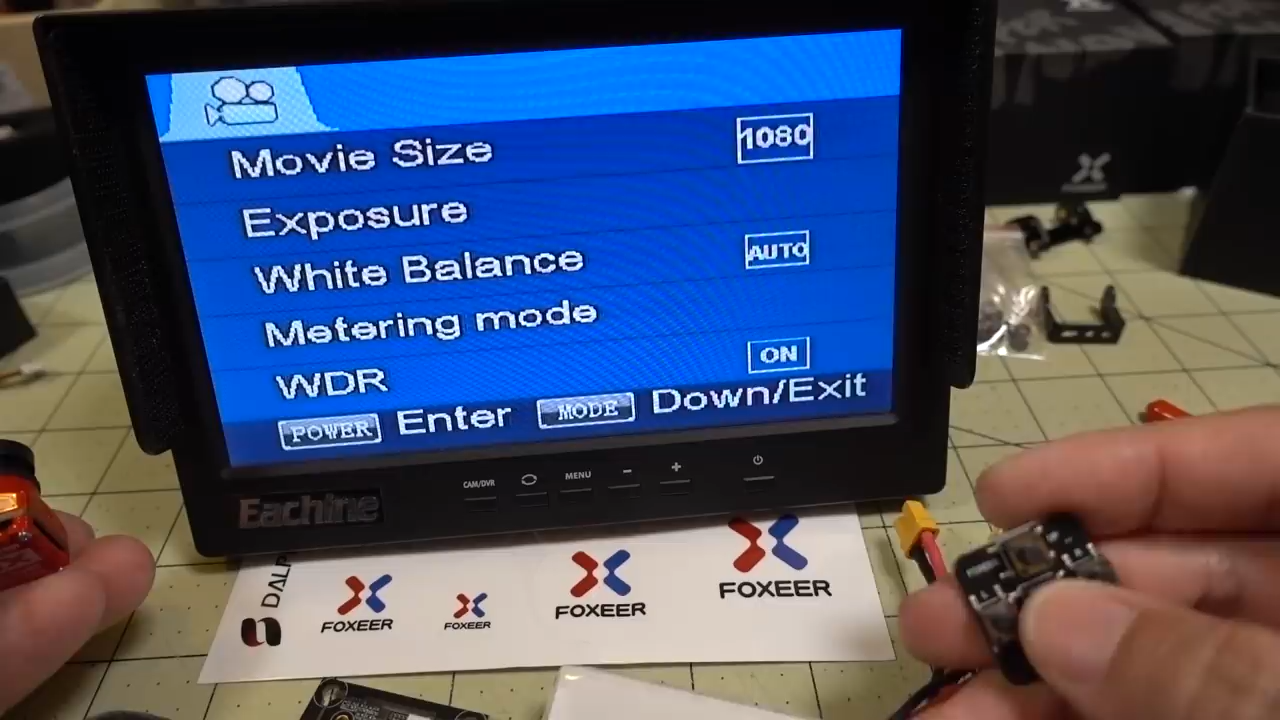 Movie Size 1080
Exposure
White Balance AUTO
Metering mode
WDR ON
POWER Enter MODE Down/Exit
CAM/DVR MENU - +
Eachine
DALP
FOXEER
FOXEER
FOXEER
FOXEER